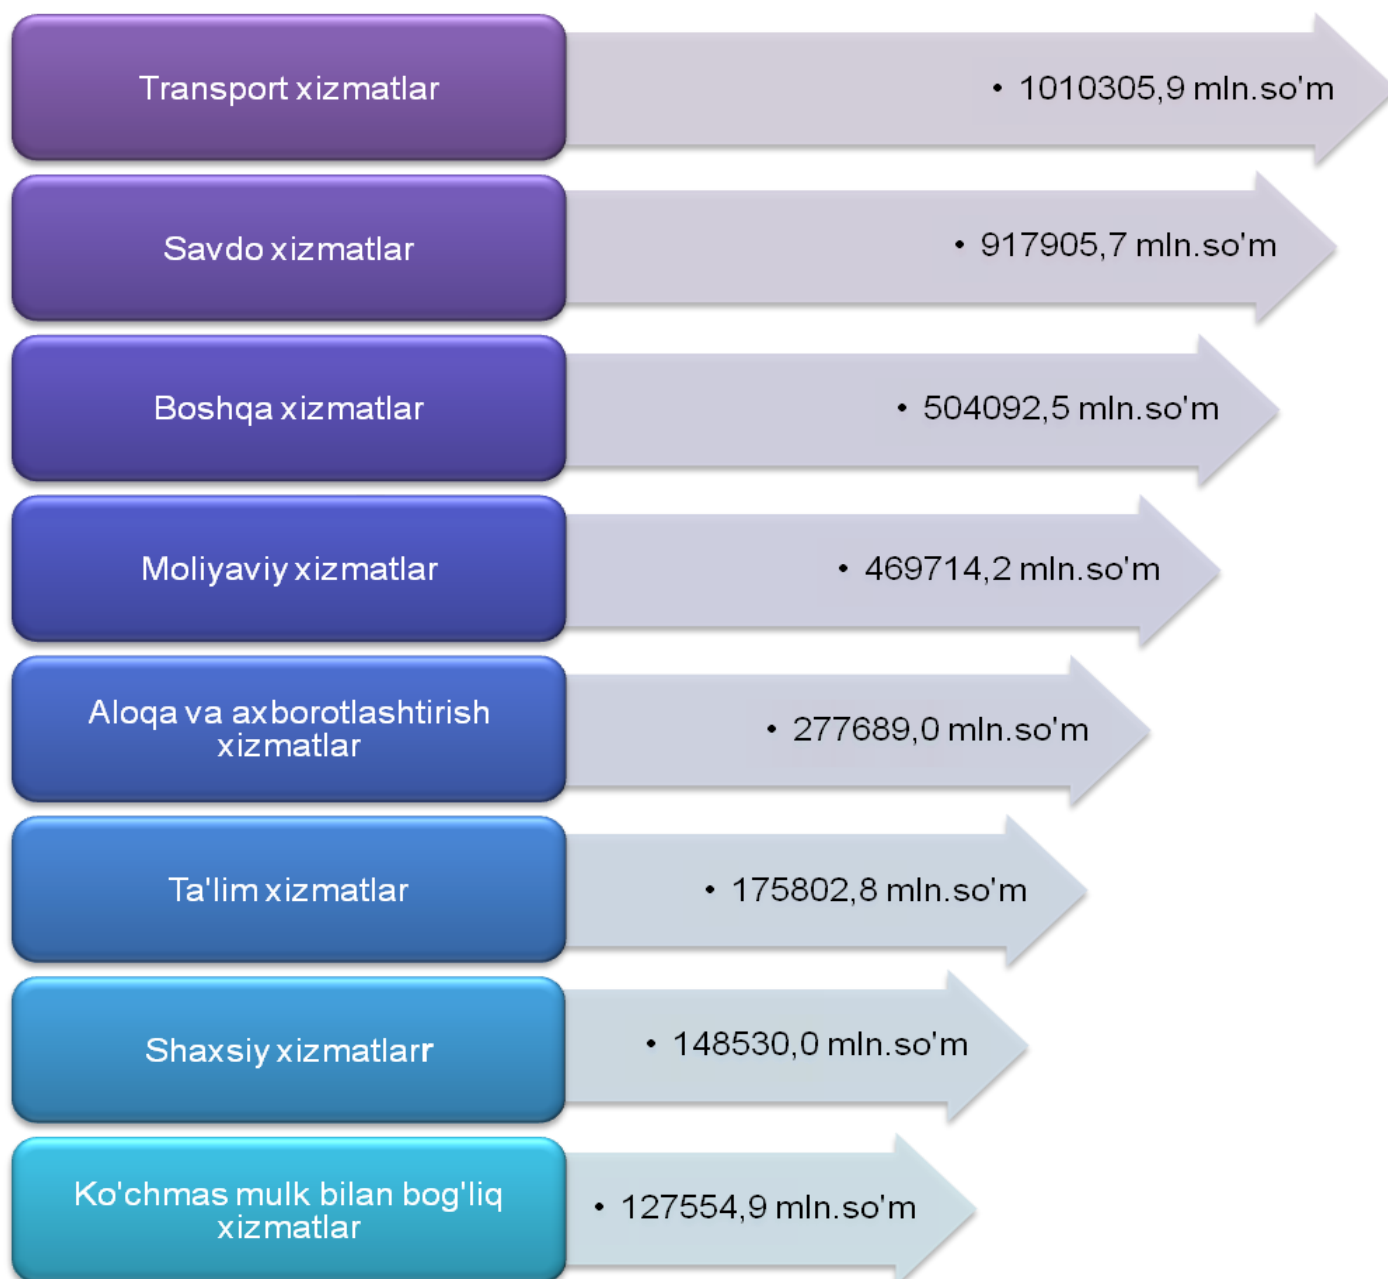 Transport xizmatlar
• 1010305,9 mln.so'm
Savdo xizmatlar
• 917905,7 mln.so'm
Boshqa xizmatlar
• 504092,5 mln.so'm
Moliyaviy xizmatlar
• 469714,2 mln.so'm
Aloqa va axborotlashtirish
xizmatlar
• 277689,0 mln.so'm
Ta'lim xizmatlar
• 175802,8 mln.so'm
Shaxsiy xizmatlarr
• 148530,0 mln.so'm
Ko'chmas mulk bilan bog'liq
xizmatlar
• 127554,9 mln.so'm